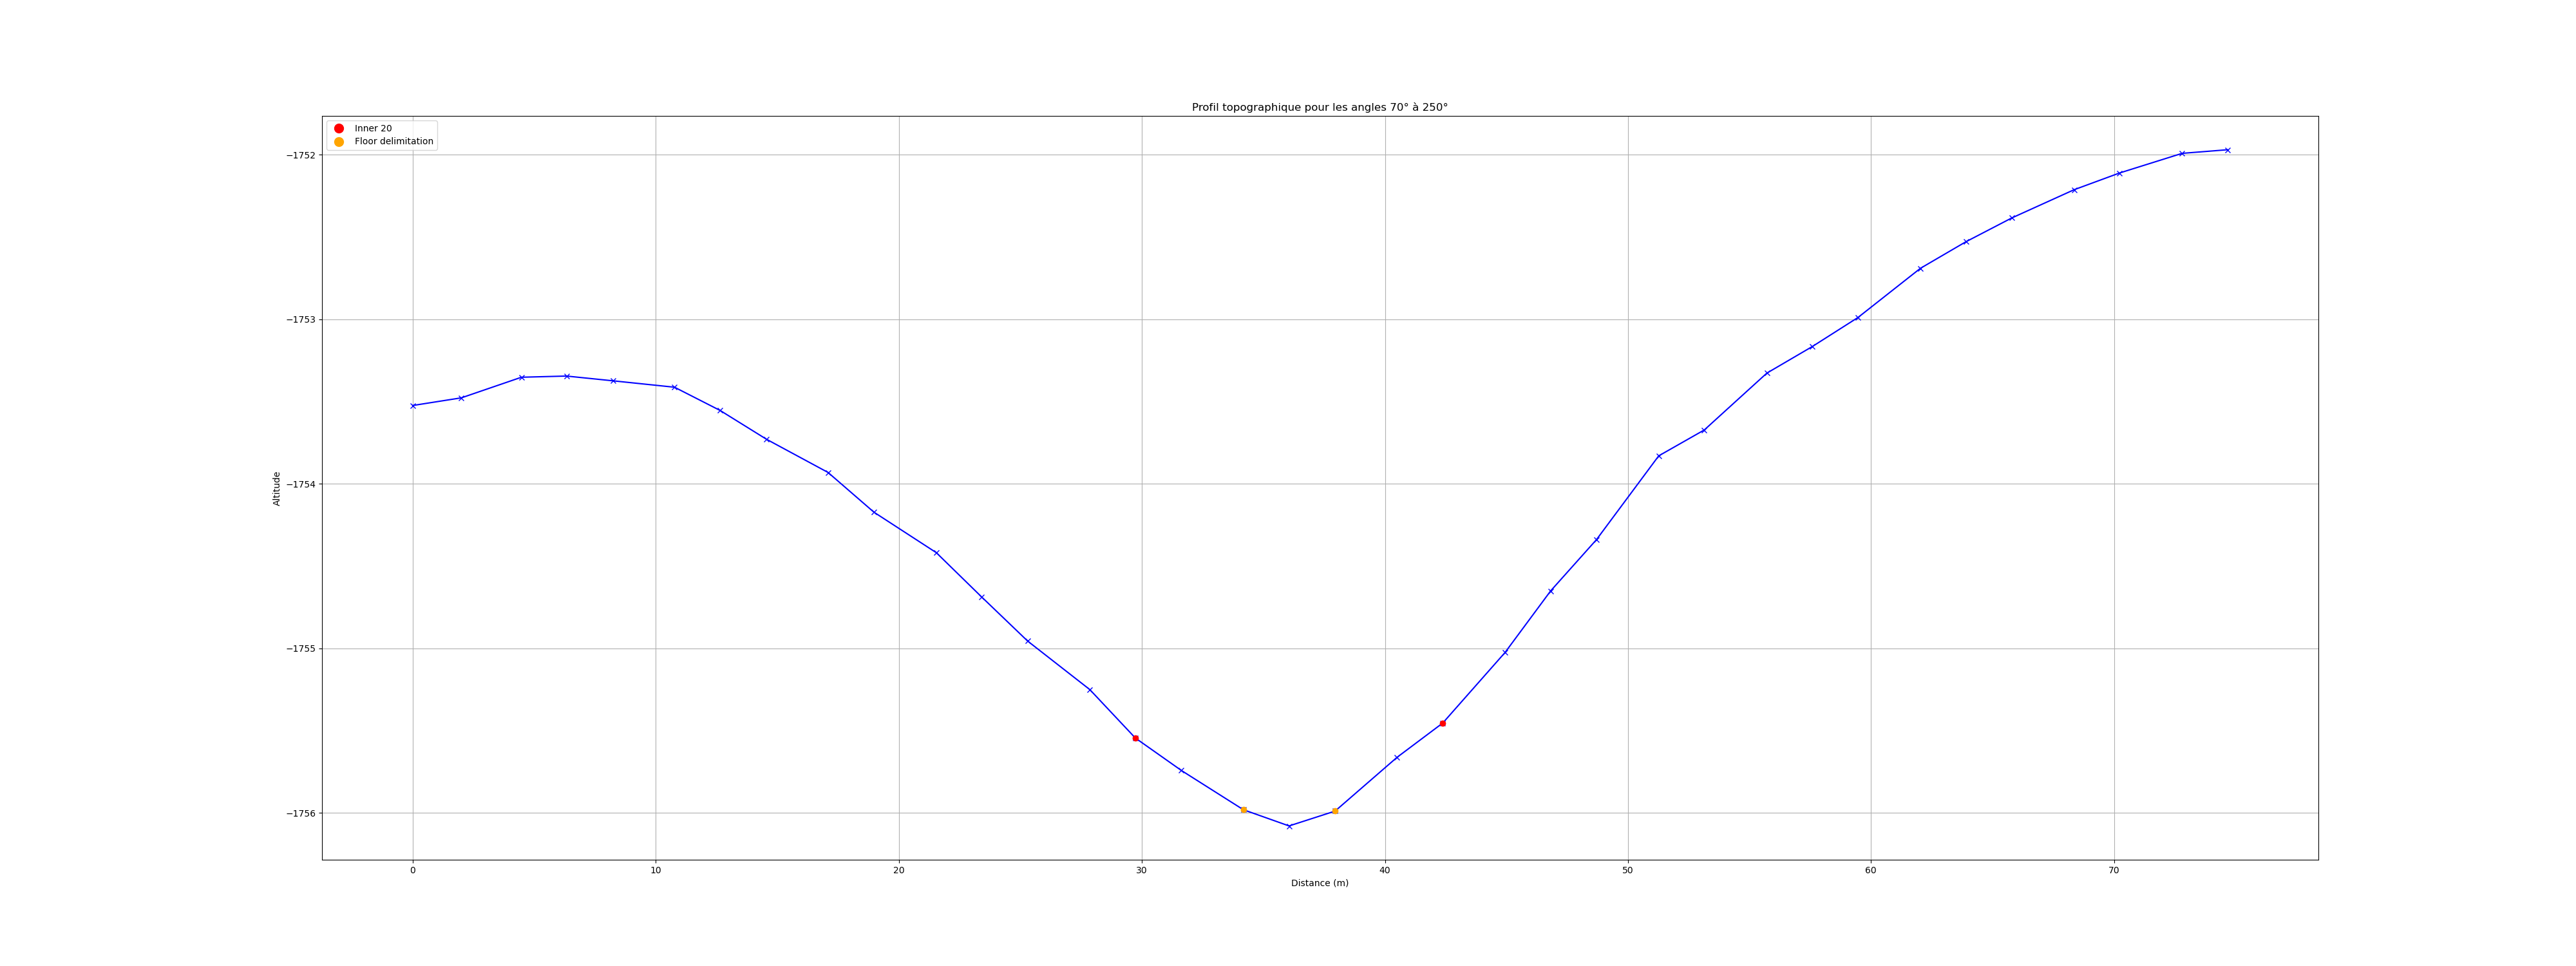 Profil topographique pour les angles 70° à 250°
Inner 20
Floor delimitation
−1752
−1753
−1754
−1755
−1756
Altitude
0 10 20 30 40 50 60 70
Distance (m)